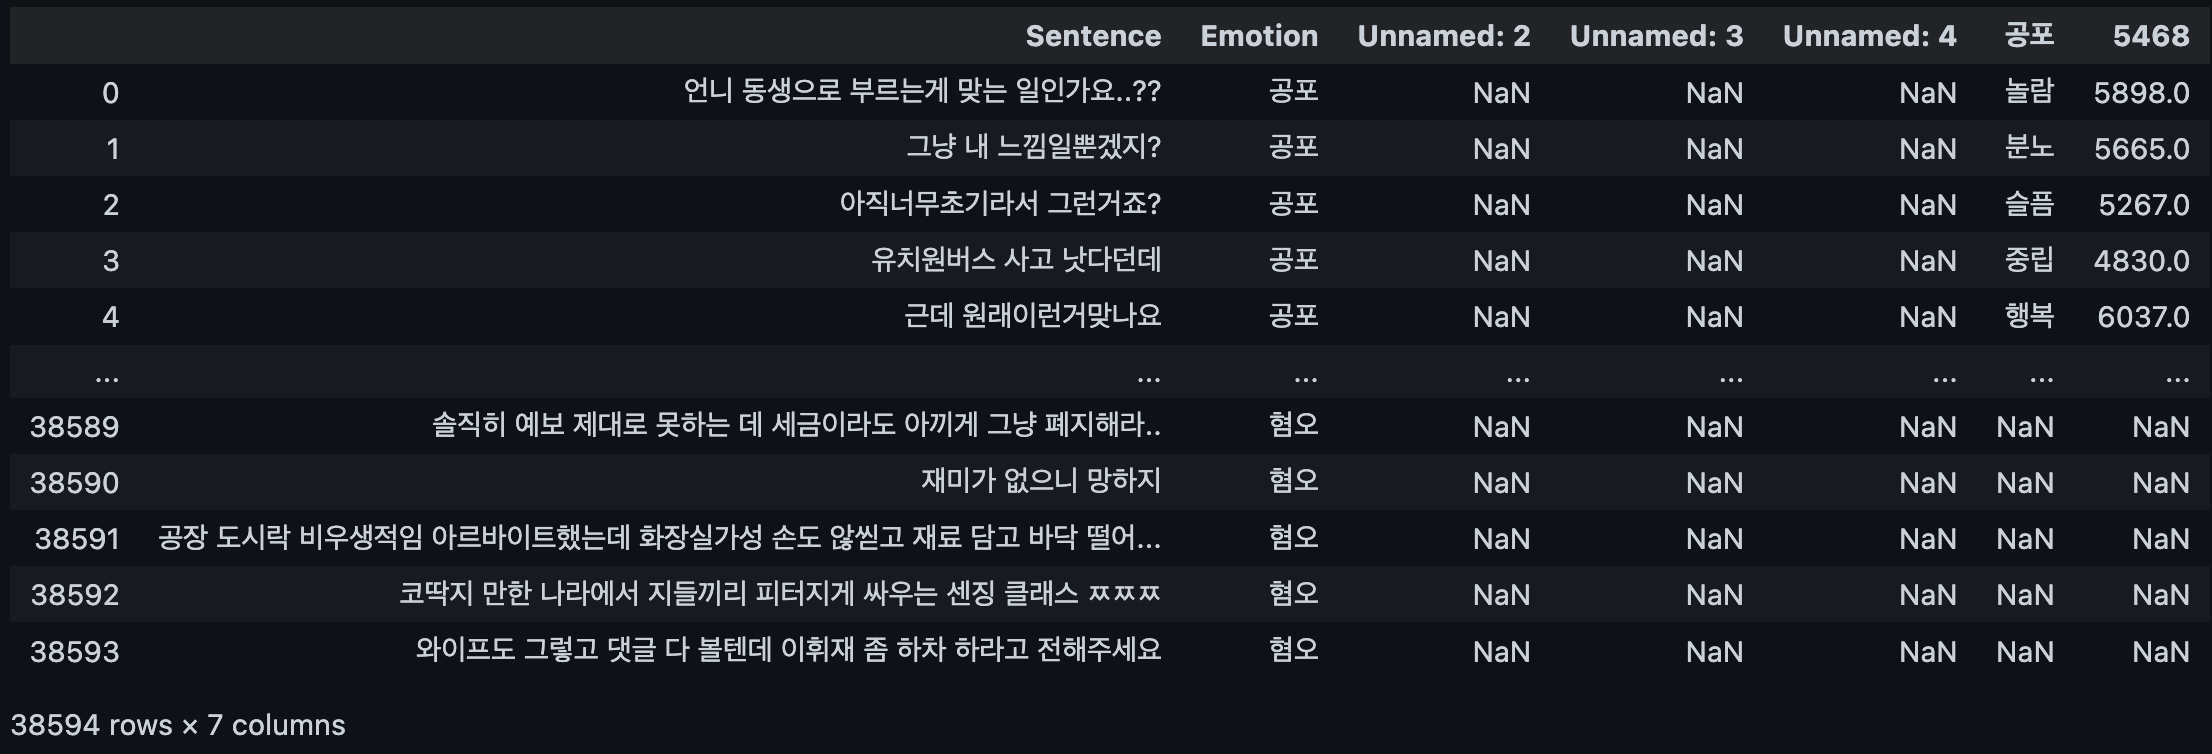 Sentence Emotion Unnamed: 2 Unnamed: 3 Unnamed: 4 공포 5468
0 언니 동생으로 부르는게 맞는 일인가요..?? 공포 NaN NaN NaN 놀람 5898.0
1 그냥 내 느낌일뿐겠지? 공포 NaN NaN NaN 분노 5665.0
2 아직너무초기라서 그런거죠? 공포 NaN NaN NaN 슬픔 5267.0
3 유치원버스 사고 낫다던데 공포 NaN NaN NaN 중립 4830.0
4 근데 원래이런거맞나요 공포 NaN NaN NaN 행복 6037.0
... ... ... ... ... ... ... ...
38589 솔직히 예보 제대로 못하는 데 세금이라도 아끼게 그냥 폐지해라.. 혐오 NaN NaN NaN NaN NaN
38590 재미가 없으니 망하지 혐오 NaN NaN NaN NaN NaN
38591 공장 도시락 비우생적임 아르바이트했는데 화장실가성 손도 않씯고 재료 담고 바닥 떨어... 혐오 NaN NaN NaN NaN NaN
38592 코딱지 만한 나라에서 지들끼리 피터지게 싸우는 센징 클래스 ㅉㅉㅉ 혐오 NaN NaN NaN NaN NaN
38593 와이프도 그렇고 댓글 다 볼텐데 이휘재 좀 하차 하라고 전해주세요 혐오 NaN NaN NaN NaN NaN
38594 rows × 7 columns